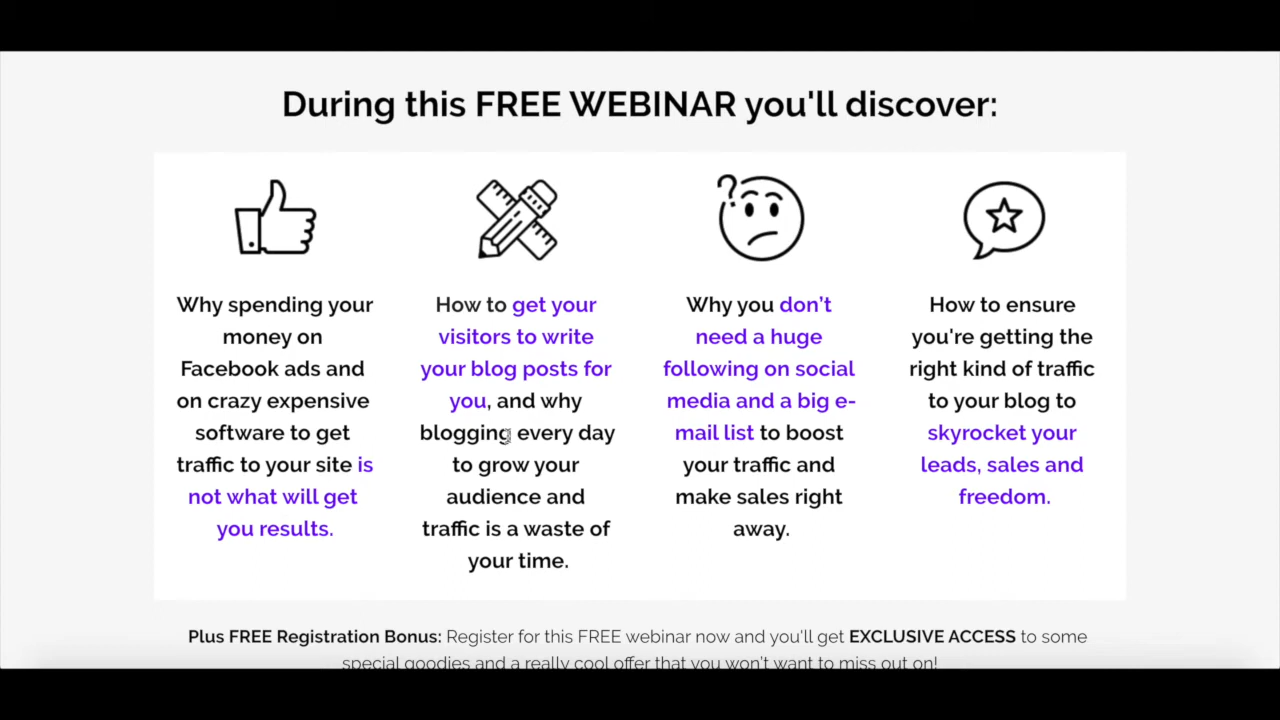 During this FREE WEBINAR you'll discover:
Why spending your
money on
Facebook ads and
on crazy expensive
software to get
traffic to your site is
not what will get
you results.
How to get your
visitors to write
your blog posts for
you, and why
blogging every day
to grow your
audience and
traffic is a waste of
your time.
?
Why you don’t
need a huge
following on social
media and a big e-
mail list to boost
your traffic and
make sales right
away.
How to ensure
you're getting the
right kind of traffic
to your blog to
skyrocket your
leads, sales and
freedom.
Plus FREE Registration Bonus: Register for this FREE webinar now and you'll get EXCLUSIVE ACCESS to some
special goodies and a really cool offer that you won't want to miss out on!